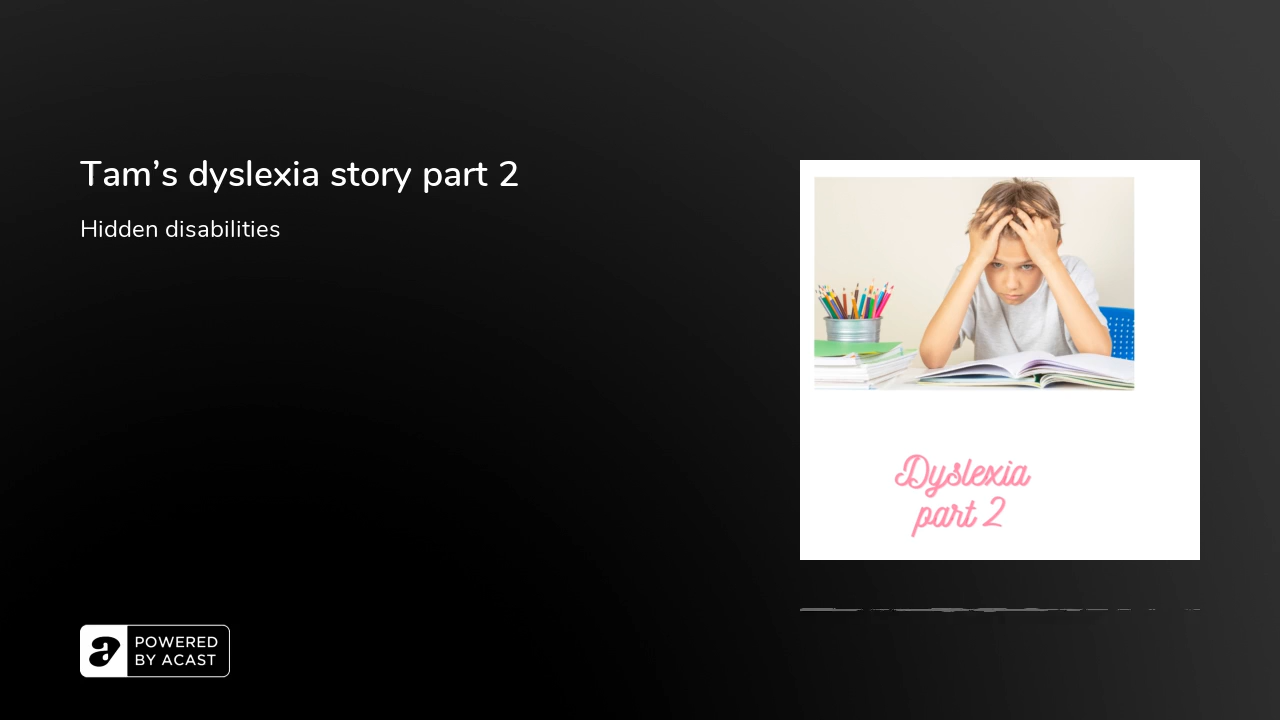 Tam’s dyslexia story part 2
Hidden disabilities
Dyslexia
part 2
a POWERED
BY ACAST